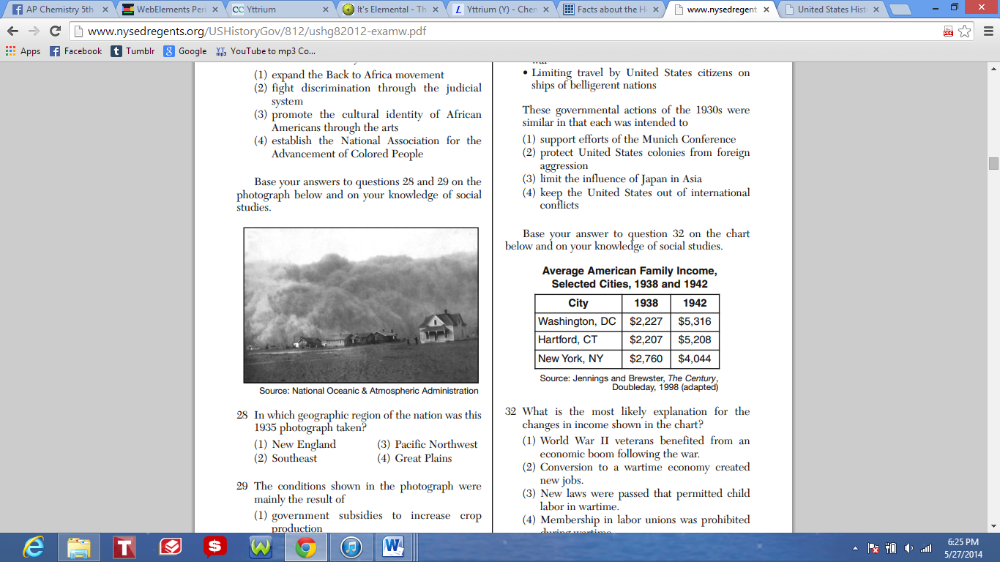 AP Chemistry 5th
WebElements Peri
Yttrium
It's Elemental - Th
Yttrium (Y) - Chen
Facts about the H
www.nysedregent
United States Hist
www.nysedregents.org/USHistoryGov/812/ushg82012-examw.pdf
Apps
Facebook
Tumblr
Google
YouTube to mp3 Co...
(1) expand the Back to Africa movement
(2) fight discrimination through the judicial
system
(3) promote the cultural identity of African
Americans through the arts
(4) establish the National Association for the
Advancement of Colored People
Base your answers to questions 28 and 29 on the
photograph below and on your knowledge of social
studies.
Source: National Oceanic & Atmospheric Administration
28 In which geographic region of the nation was this
1935 photograph taken?
(1) New England (3) Pacific Northwest
(2) Southeast (4) Great Plains
29 The conditions shown in the photograph were
mainly the result of
(1) government subsidies to increase crop
production
• Limiting travel by United States citizens on
ships of belligerent nations
These governmental actions of the 1930s were
similar in that each was intended to
(1) support efforts of the Munich Conference
(2) protect United States colonies from foreign
aggression
(3) limit the influence of Japan in Asia
(4) keep the United States out of international
conflicts
Base your answer to question 32 on the chart
below and on your knowledge of social studies.
Average American Family Income,
Selected Cities, 1938 and 1942
City 1938 1942
Washington, DC $2,227 $5,316
Hartford, CT $2,207 $5,208
New York, NY $2,760 $4,044
Source: Jennings and Brewster, The Century,
Doubleday, 1998 (adapted)
32 What is the most likely explanation for the
changes in income shown in the chart?
(1) World War II veterans benefited from an
economic boom following the war.
(2) Conversion to a wartime economy created
new jobs.
(3) New laws were passed that permitted child
labor in wartime.
(4) Membership in labor unions was prohibited
during wartime.
6:25 PM
5/27/2014